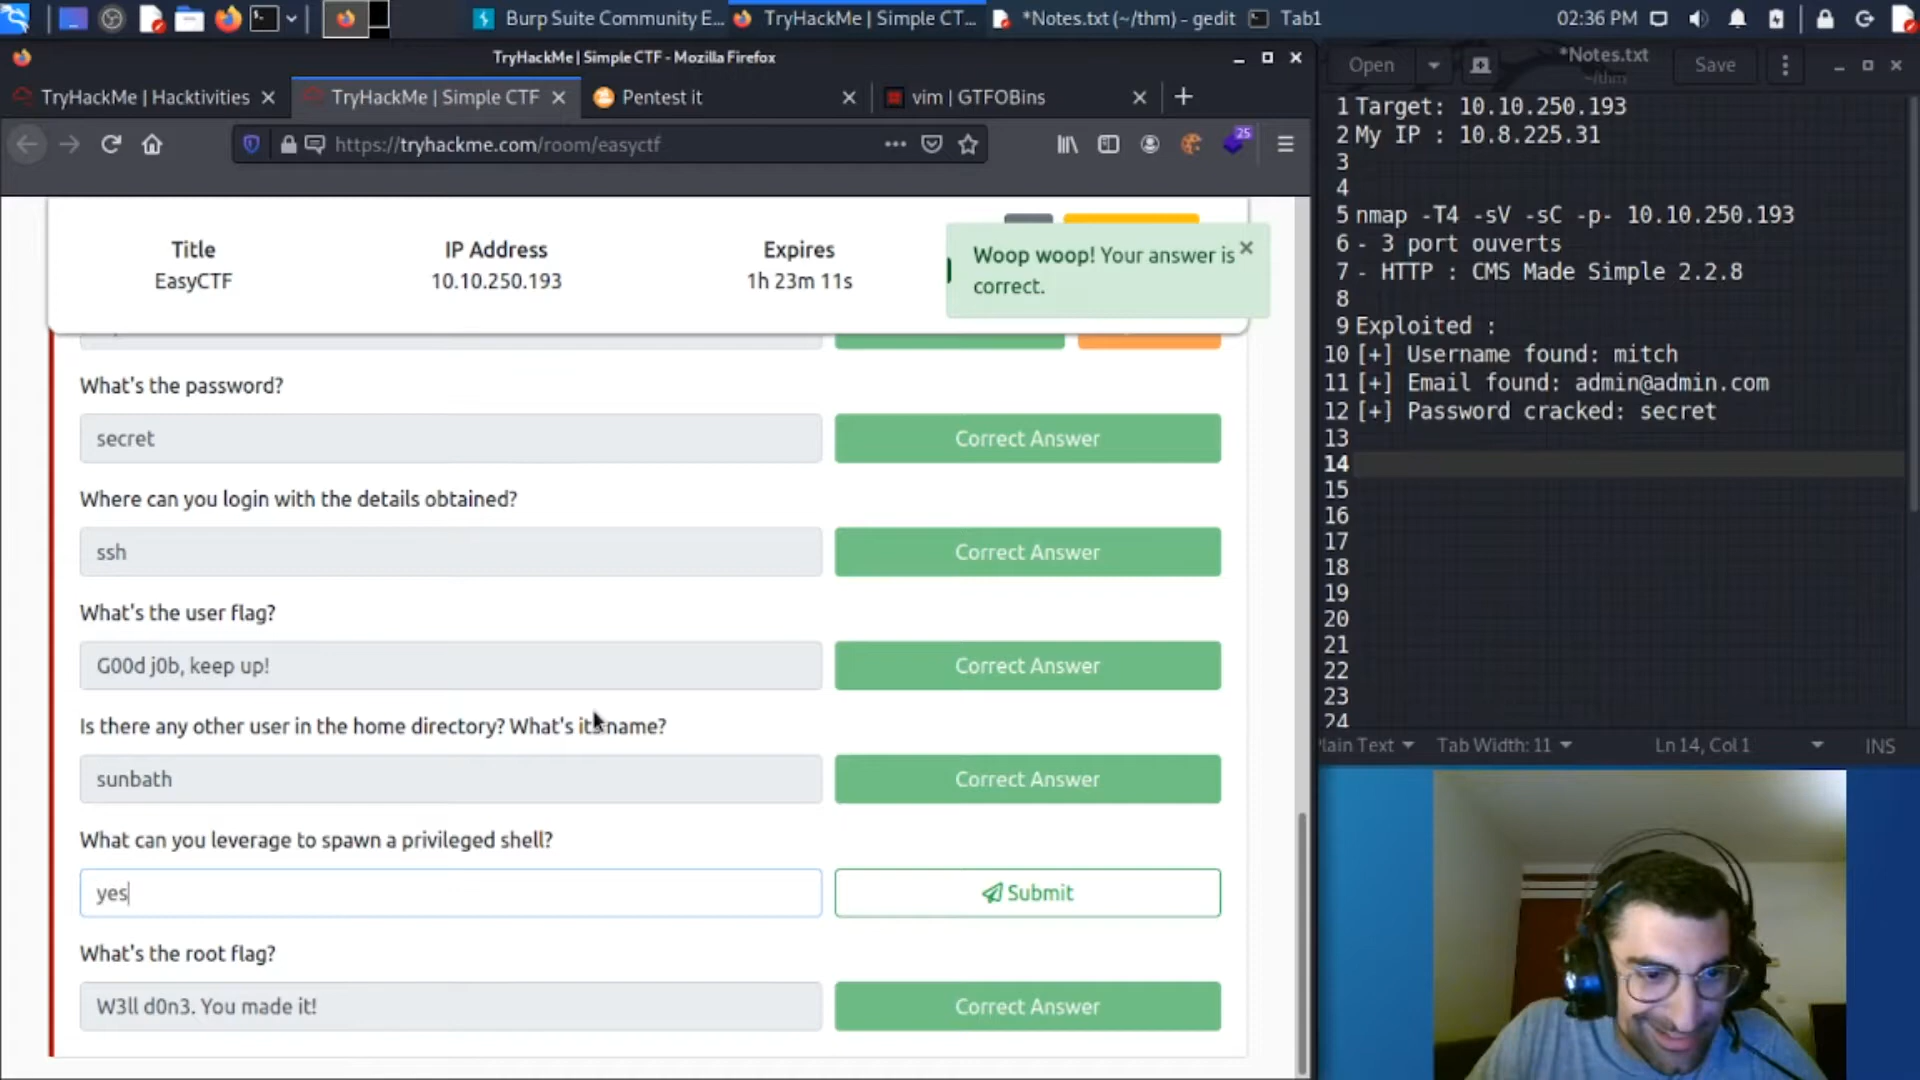 Burp Suite Community E...
TryHackMe | Simple CT...
*Notes.txt (~/thm) - gedit
Tab1
02:36 PM
TryHackMe | Simple CTF - Mozilla Firefox
TryHackMe | Hacktivities
TryHackMe | Simple CTF
Pentest it
vim | GTFOBins
https://tryhackme.com/room/easyctf
25
Title
EasyCTF
IP Address
10.10.250.193
Expires
1h 23m 11s
Woop woop! Your answer is
correct.
What's the password?
secret
Correct Answer
Where can you login with the details obtained?
ssh
Correct Answer
What's the user flag?
G00d j0b, keep up!
Correct Answer
Is there any other user in the home directory? What's its name?
sunbath
Correct Answer
What can you leverage to spawn a privileged shell?
yes
Submit
What's the root flag?
W3ll d0n3. You made it!
Correct Answer
Open
*Notes.txt
~/thm
Save
1 Target: 10.10.250.193
2 My IP : 10.8.225.31
3
4
5 nmap -T4 -sV -sC -p- 10.10.250.193
6 - 3 port ouverts
7 - HTTP : CMS Made Simple 2.2.8
8
9 Exploited :
10 [+] Username found: mitch
11 [+] Email found: admin@admin.com
12 [+] Password cracked: secret
13
14
15
16
17
18
19
20
21
22
23
24
lain Text
Tab Width: 11
Ln 14, Col 1
INS